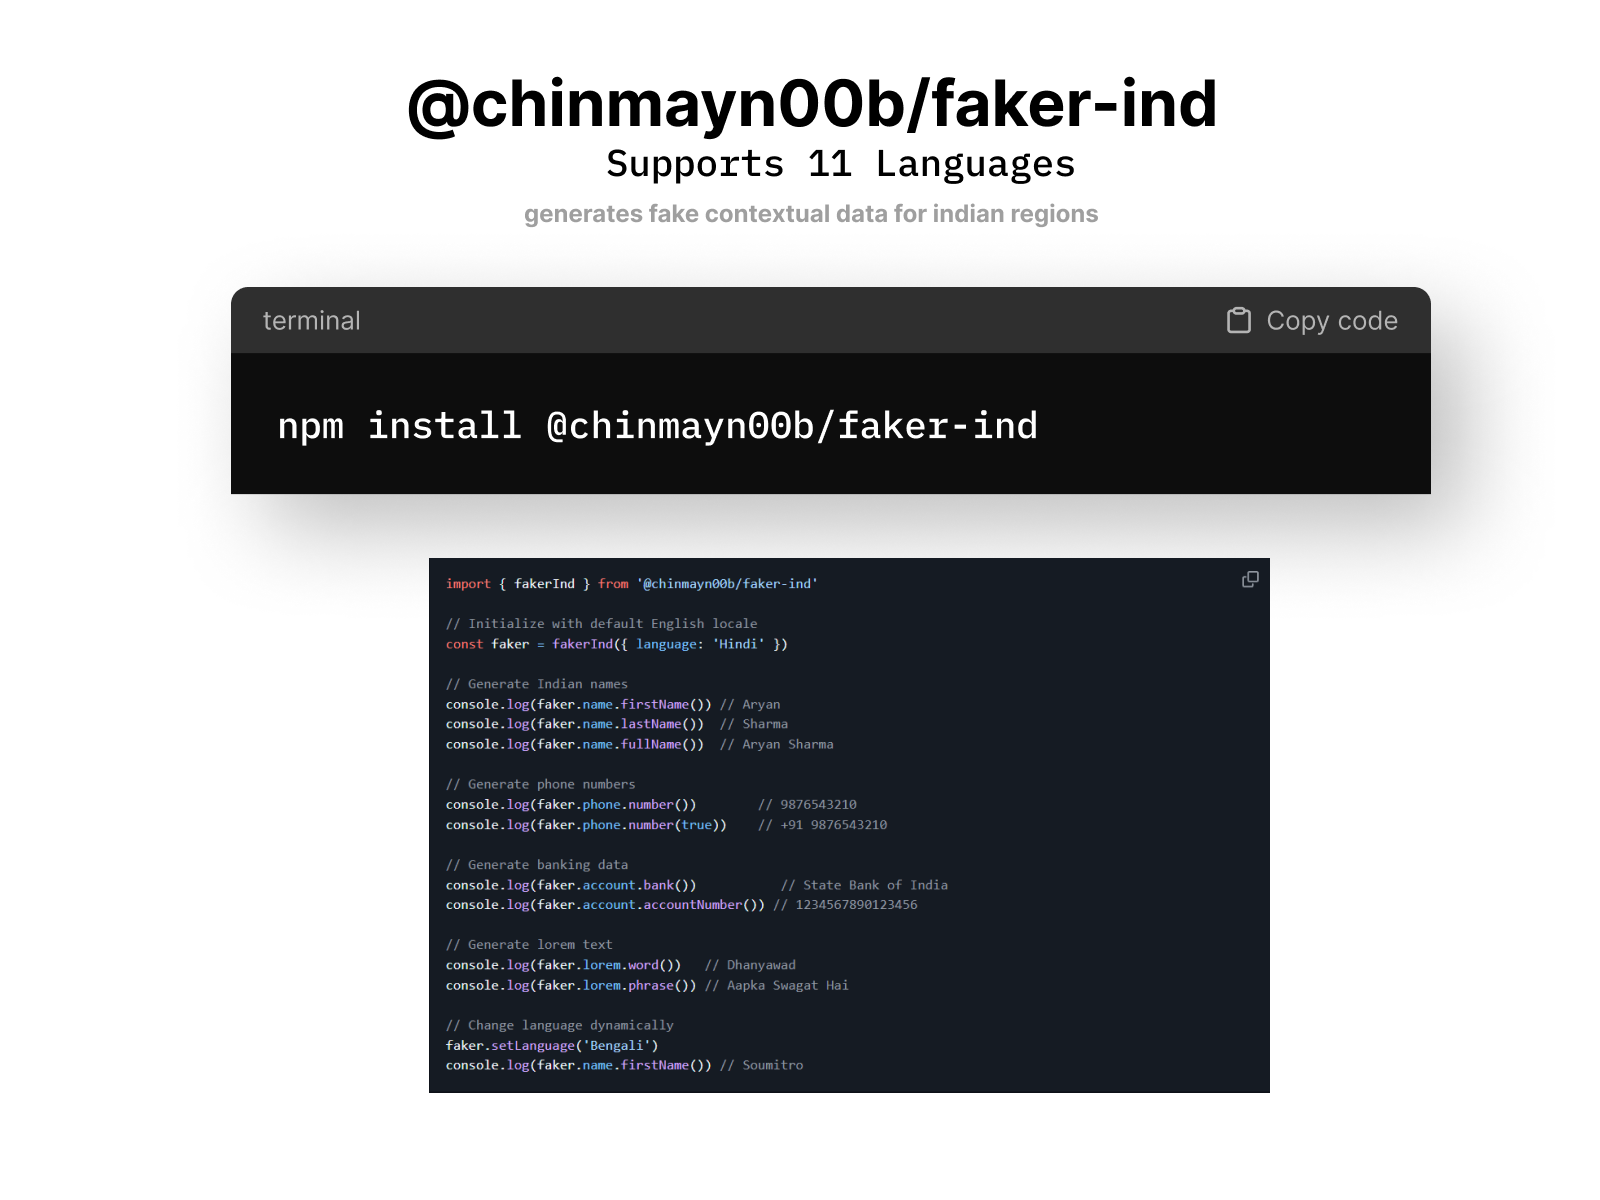 @chinmayn00b/faker-ind
Supports 11 Languages
generates fake contextual data for indian regions
terminal
Copy code
npm install @chinmayn00b/faker-ind
import { fakerInd } from '@chinmayn00b/faker-ind'
// Initialize with default English locale
const faker = fakerInd({ language: 'Hindi' })
// Generate Indian names
console.log(faker.name.firstName()) // Aryan
console.log(faker.name.lastName())  // Sharma
console.log(faker.name.fullName())  // Aryan Sharma
// Generate phone numbers
console.log(faker.phone.number())        // 9876543210
console.log(faker.phone.number(true))    // +91 9876543210
// Generate banking data
console.log(faker.account.bank())           // State Bank of India
console.log(faker.account.accountNumber()) // 1234567890123456
// Generate lorem text
console.log(faker.lorem.word())   // Dhanyawad
console.log(faker.lorem.phrase()) // Aapka Swagat Hai
// Change language dynamically
faker.setLanguage('Bengali')
console.log(faker.name.firstName()) // Soumitro